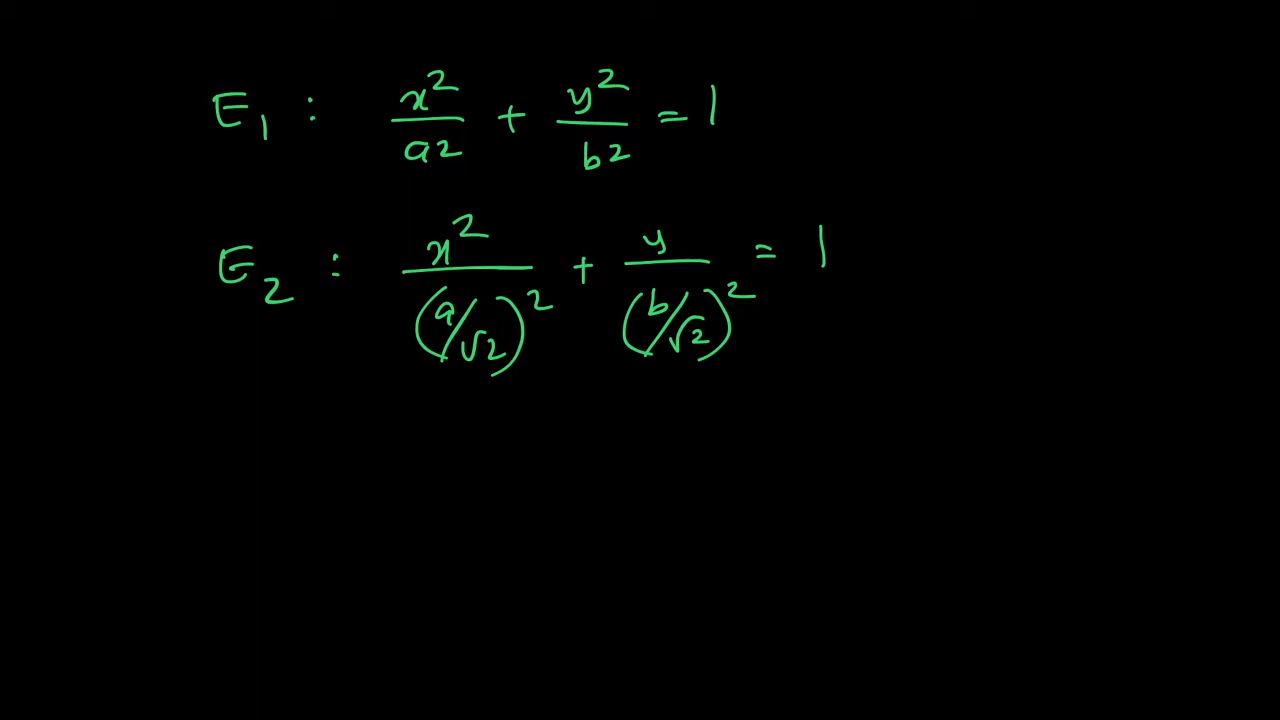 E₁ : x²/a² + y²/b² = 1
E₂ : x²/(a/√2)² + y/(b/√2)² = 1